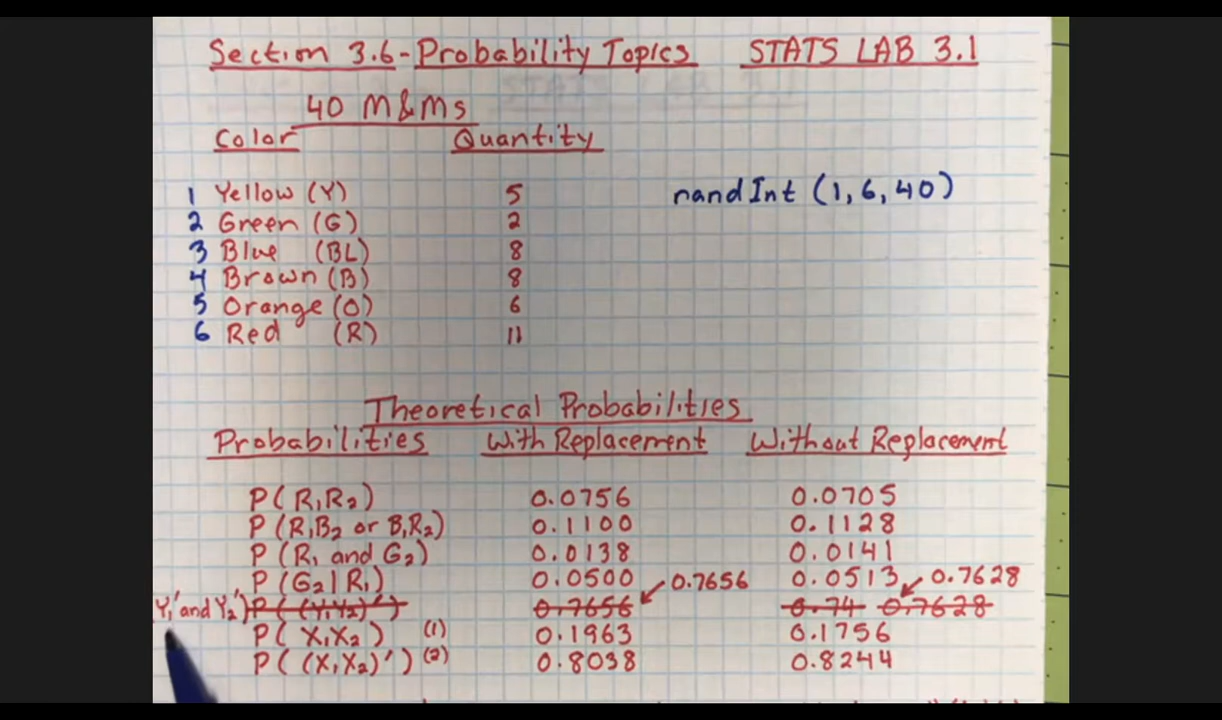 Section 3.6-Probability Topics STATS LAB 3.1
40 M&Ms
Color Quantity
1 Yellow (Y) 5 randInt (1,6,40)
2 Green (G) 2
3 Blue (BL) 8
4 Brown (B) 8
5 Orange (O) 6
6 Red (R) 11
Theoretical Probabilities
Probabilities With Replacement Without Replacement
P(R₁R₂) 0.0756 0.0705
P(R₁B₂ or B₁R₂) 0.1100 0.1128
P(R₁ and G₂) 0.0138 0.0141
P(G₂|R₁) 0.0500 0.7656 0.0513 0.7628
Y₁' and Y₂') P((Y₁Y₂)') 0.7656 0.74 0.7628
P(X₁X₂) (1) 0.1963 0.1756
P((X₁X₂)') (2) 0.8038 0.8244